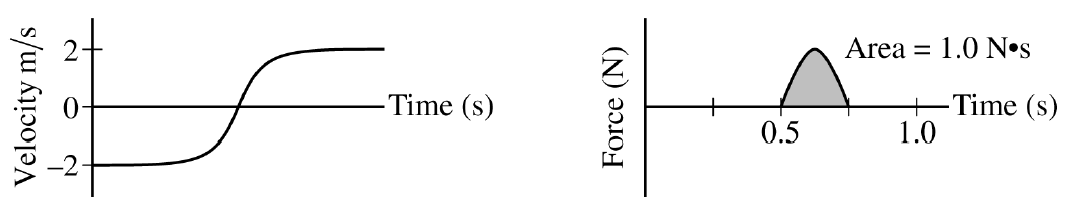 Velocity m/s
2
0
−2
Time (s)
Force (N)
Area = 1.0 N•s
0.5
1.0
Time (s)